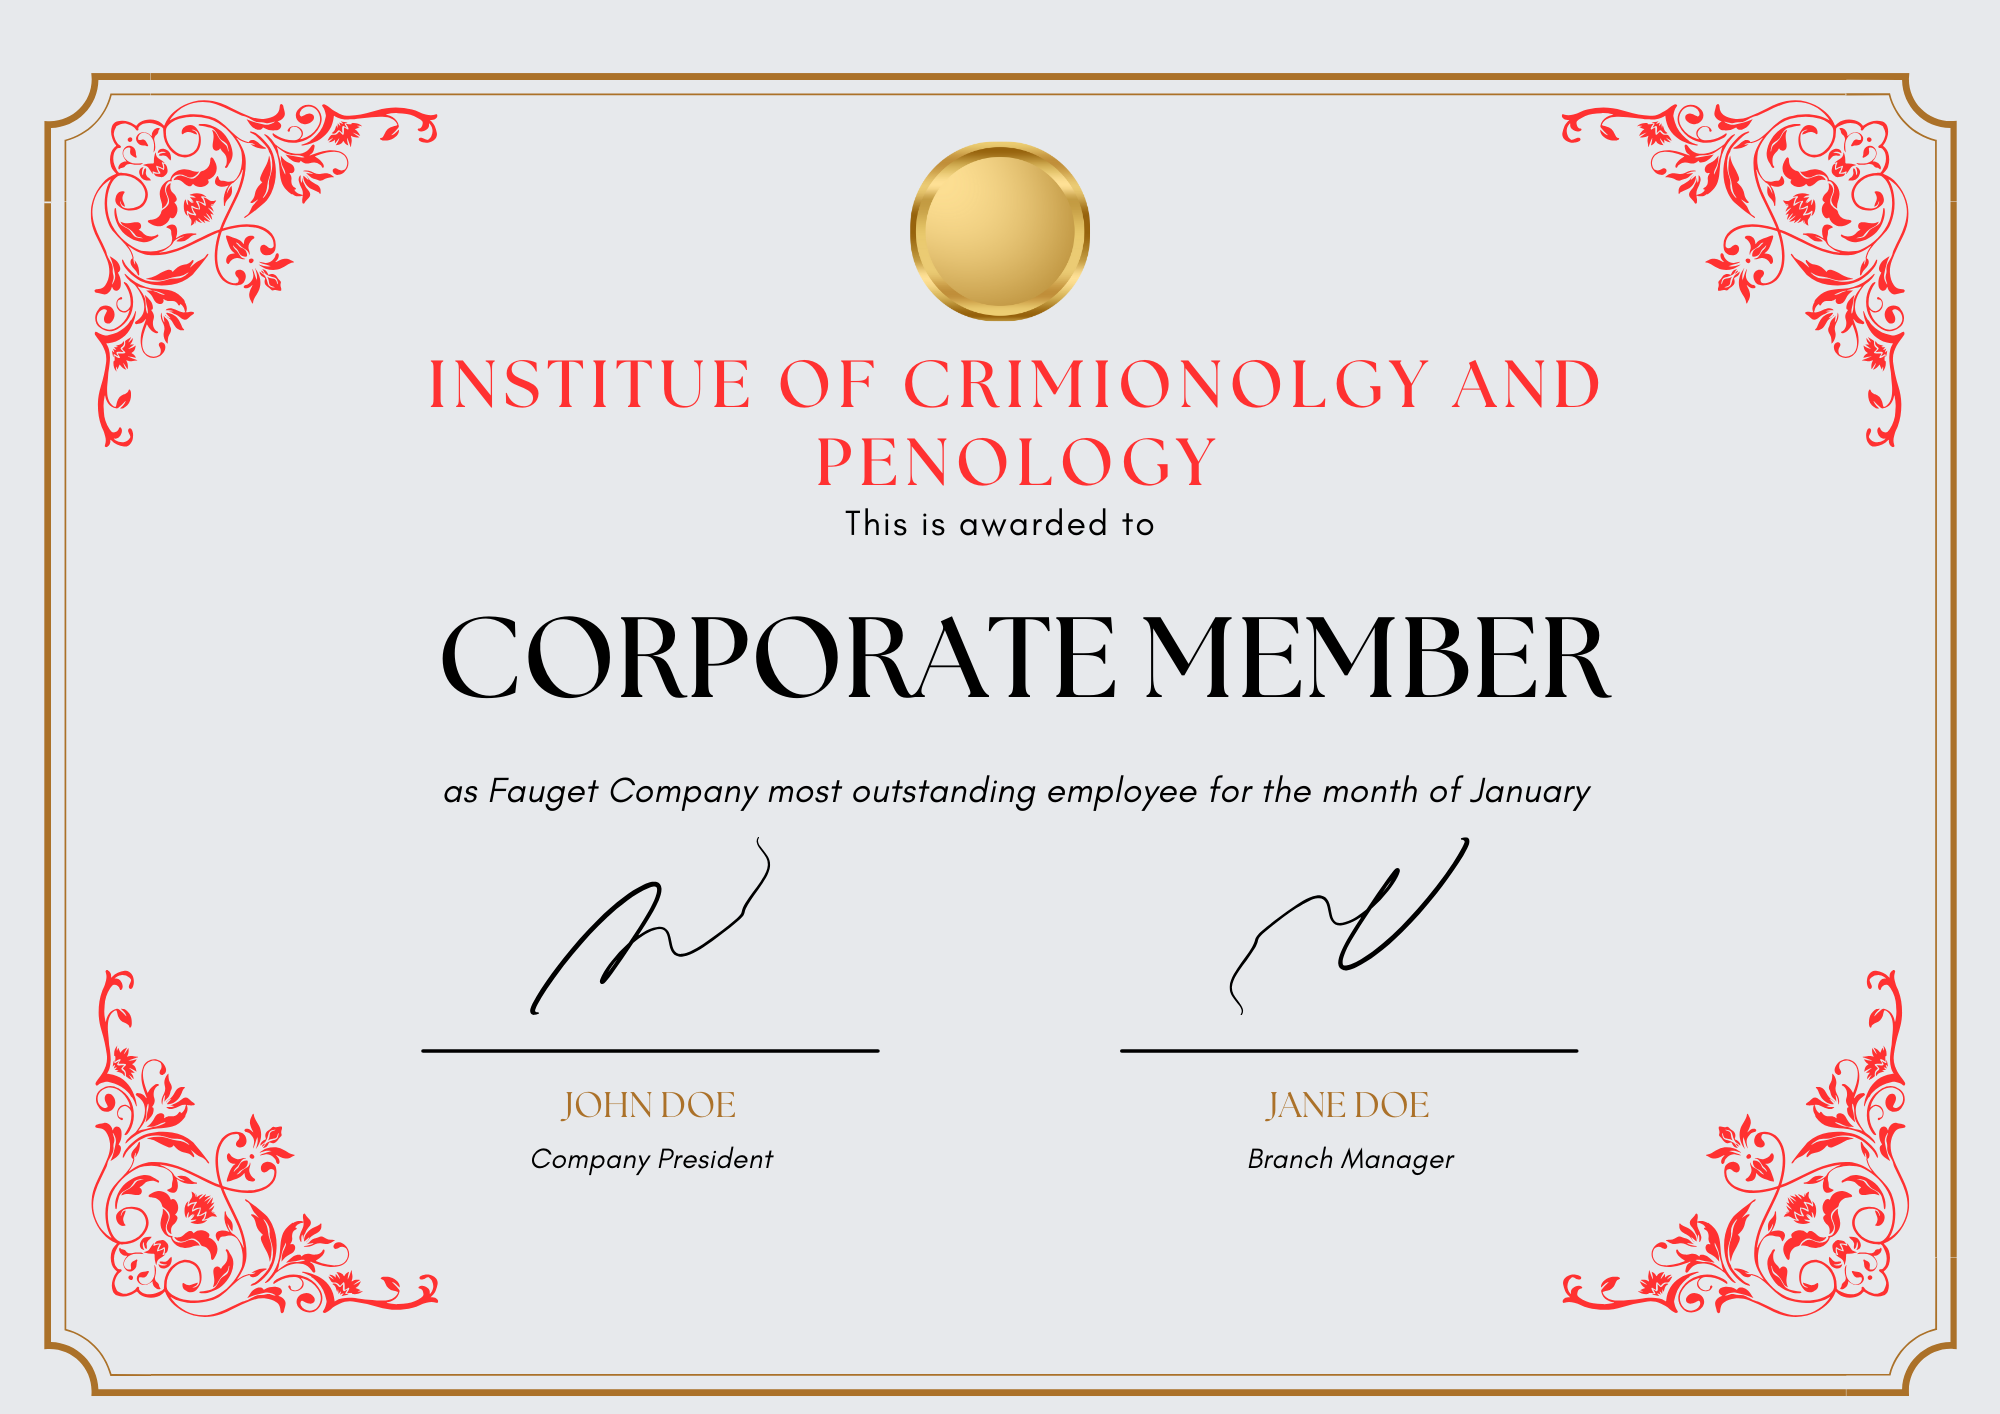 INSTITUE OF CRIMIONOLGY AND
PENOLOGY
This is awarded to
CORPORATE MEMBER
as Fauget Company most outstanding employee for the month of January
JOHN DOE
Company President
JANE DOE
Branch Manager